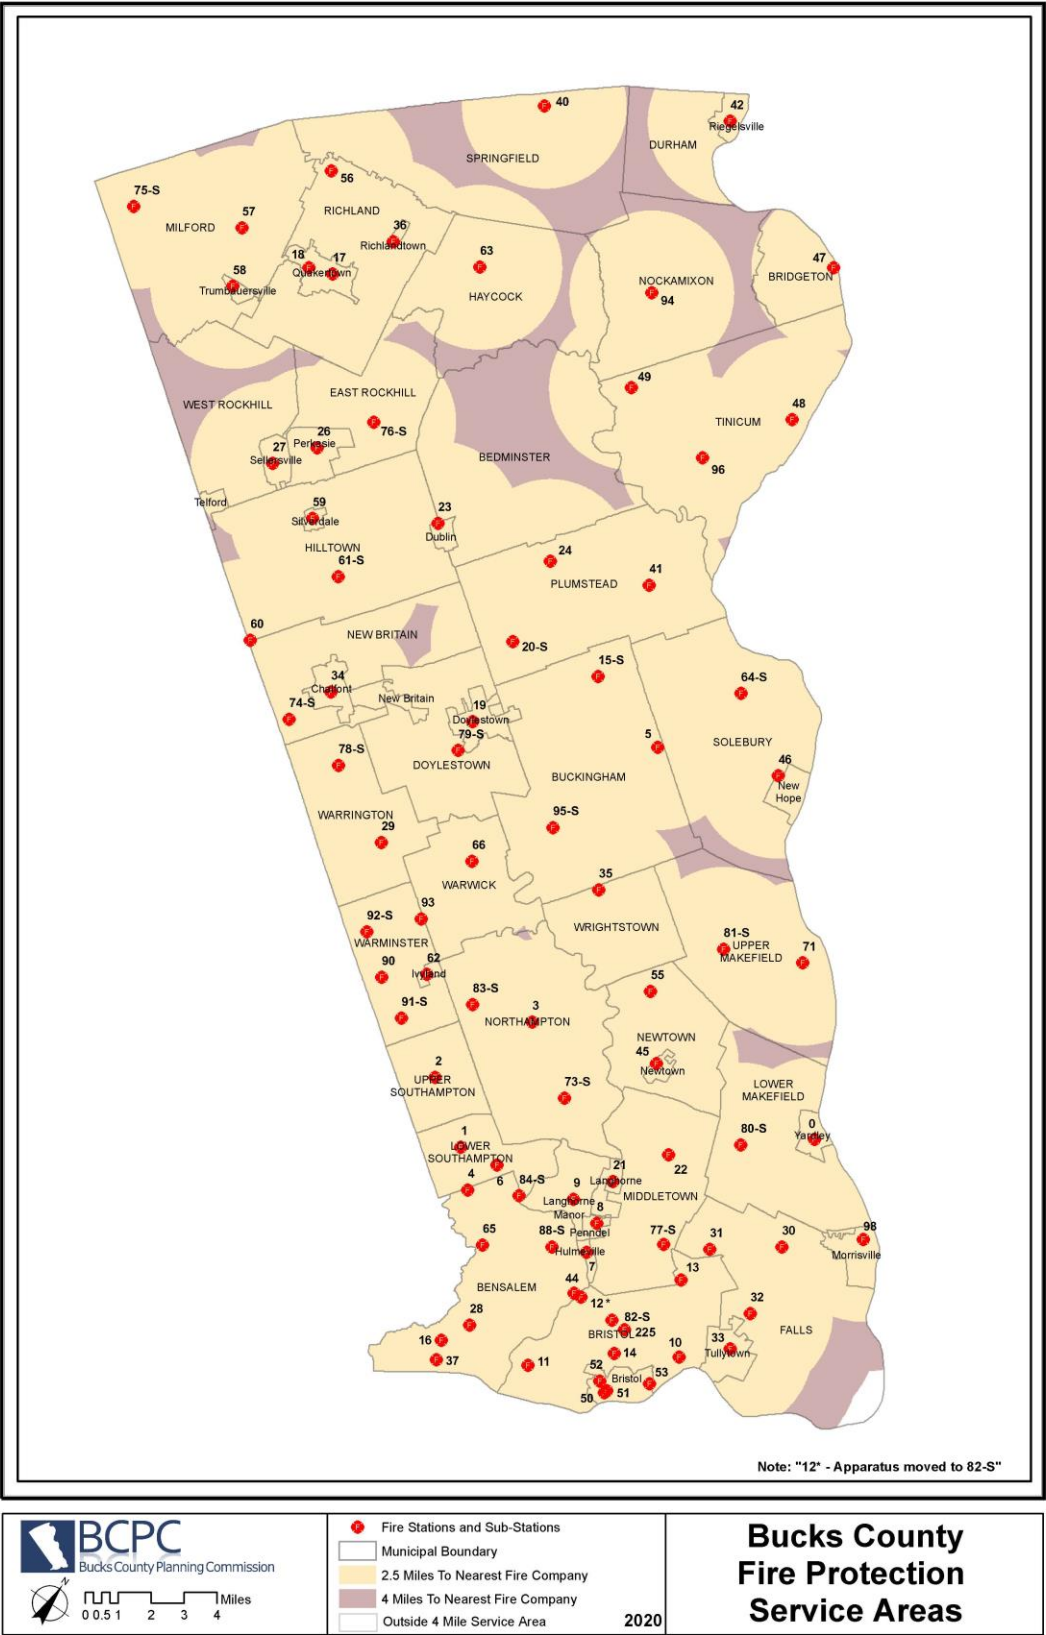 40
42
Riegelsville
DURHAM
SPRINGFIELD
56
75-S
RICHLAND
57
MILFORD
36
Richlandtown
18
17
Quakertown
63
47
BRIDGETON
58
Trumbauersville
NOCKAMIXON
94
HAYCOCK
49
EAST ROCKHILL
WEST ROCKHILL
48
TINICUM
76-S
26
Perkasie
27
Sellersville
BEDMINSTER
96
Telford
59
Silverdale
23
Dublin
HILLTOWN
61-S
24
41
PLUMSTEAD
60
NEW BRITAIN
20-S
15-S
34
Chalfont
64-S
74-S
New Britain
19
Doylestown
79-S
5
SOLEBURY
78-S
DOYLESTOWN
46
New
Hope
BUCKINGHAM
WARRINGTON
29
95-S
66
WARWICK
35
93
92-S
WARMINSTER
WRIGHTSTOWN
81-S
UPPER
MAKEFIELD
71
90
62
Ivyland
55
83-S
91-S
3
NORTHAMPTON
NEWTOWN
45
Newtown
2
UPPER
SOUTHAMPTON
73-S
LOWER
MAKEFIELD
80-S
0
Yardley
1
LOWER
SOUTHAMPTON
4
6
84-S
9
21
Langhorne
22
MIDDLETOWN
Langhorne
Manor
8
Penndel
65
88-S
Hulmeville
7
77-S
31
30
98
Morrisville
13
BENSALEM
44
12 *
32
28
82-S
BRISTOL
225
FALLS
16
37
11
14
10
33
Tullytown
52
Bristol
53
50
51
Note: "12* - Apparatus moved to 82-S"
BCPC
Bucks County Planning Commission
N
Miles
0 0.5 1 2 3 4
Fire Stations and Sub-Stations
Municipal Boundary
2.5 Miles To Nearest Fire Company
4 Miles To Nearest Fire Company
Outside 4 Mile Service Area
2020
Bucks County
Fire Protection
Service Areas